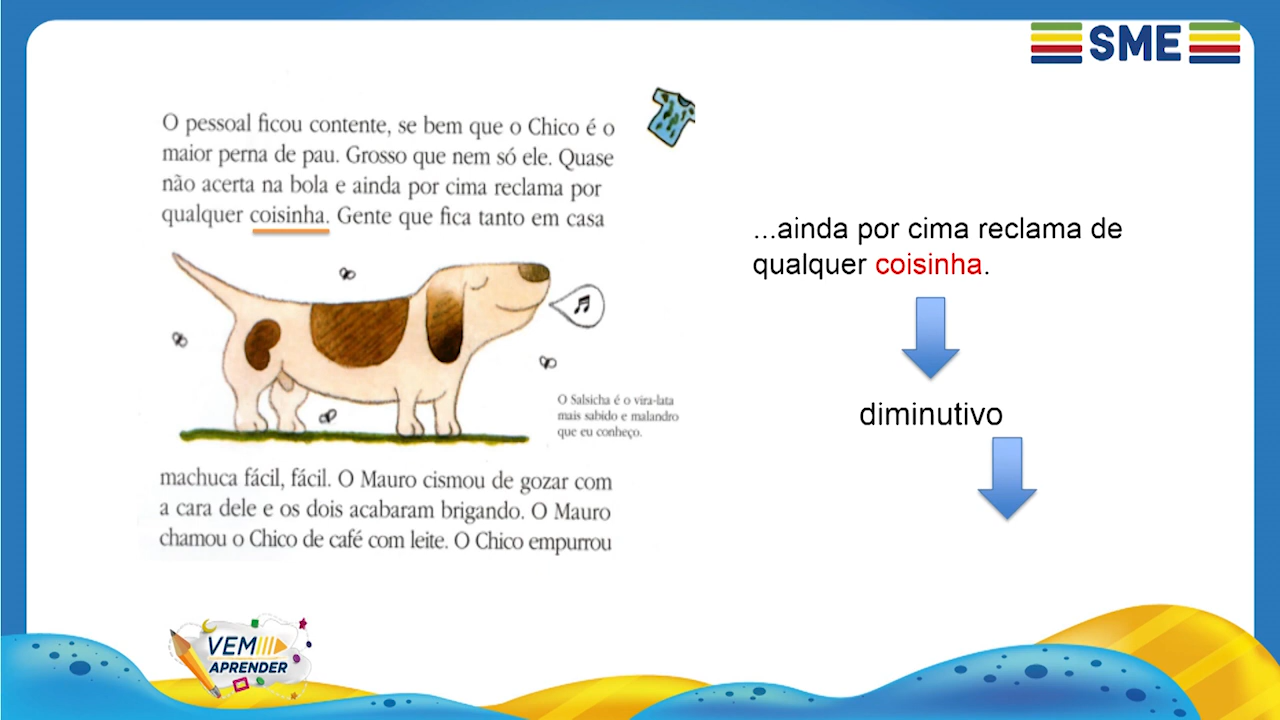 SME
O pessoal ficou contente, se bem que o Chico é o
maior perna de pau. Grosso que nem só ele. Quase
não acerta na bola e ainda por cima reclama por
qualquer coisinha. Gente que fica tanto em casa
O Salsicha é o vira-lata
mais sabido e malandro
que eu conheço.
machuca fácil, fácil. O Mauro cismou de gozar com
a cara dele e os dois acabaram brigando. O Mauro
chamou o Chico de café com leite. O Chico empurrou
...ainda por cima reclama de
qualquer coisinha.
diminutivo
VEM
APRENDER